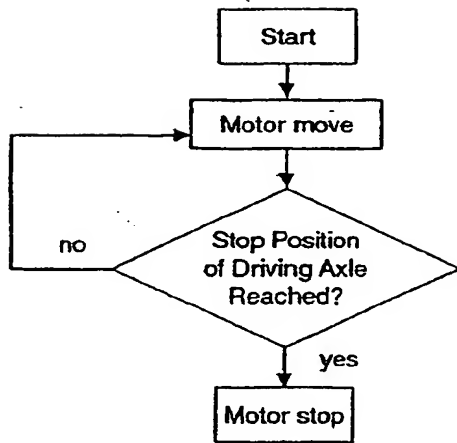 Start
Motor move
no
Stop Position
of Driving Axle
Reached?
yes
Motor stop